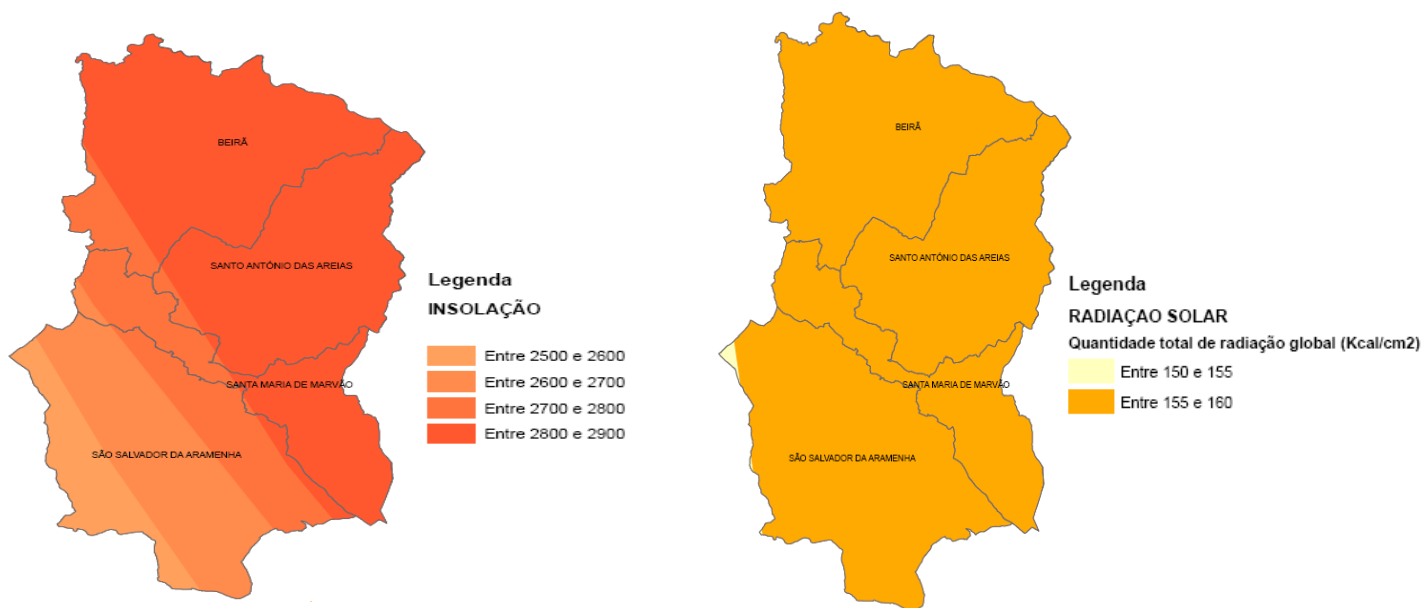 BEIRÃ
SANTO ANTÓNIO DAS AREIAS
SANTA MARIA DE MARVÃO
SÃO SALVADOR DA ARAMENHA
Legenda
INSOLAÇÃO
Entre 2500 e 2600
Entre 2600 e 2700
Entre 2700 e 2800
Entre 2800 e 2900
BEIRÃ
SANTO ANTÓNIO DAS AREIAS
SANTA MARIA DE MARVÃO
SÃO SALVADOR DA ARAMENHA
Legenda
RADIAÇAO SOLAR
Quantidade total de radiação global (Kcal/cm2)
Entre 150 e 155
Entre 155 e 160